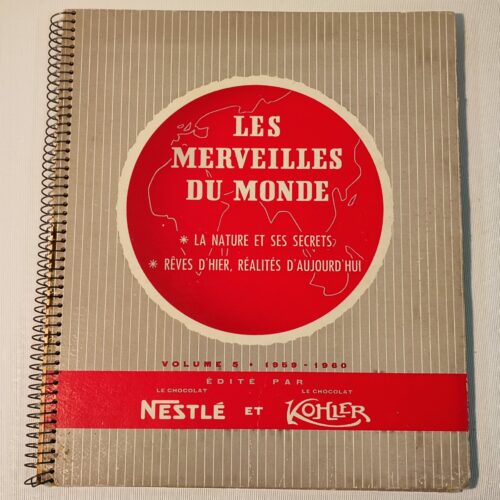 LES
MERVEILLES
DU MONDE
* LA NATURE ET SES SECRETS
* RÊVES D'HIER, RÉALITÉS D'AUJOURD'HUI
VOLUME 5 • 1959 - 1960
ÉDITÉ PAR
LE CHOCOLAT LE CHOCOLAT
NESTLÉ ET KOHLER